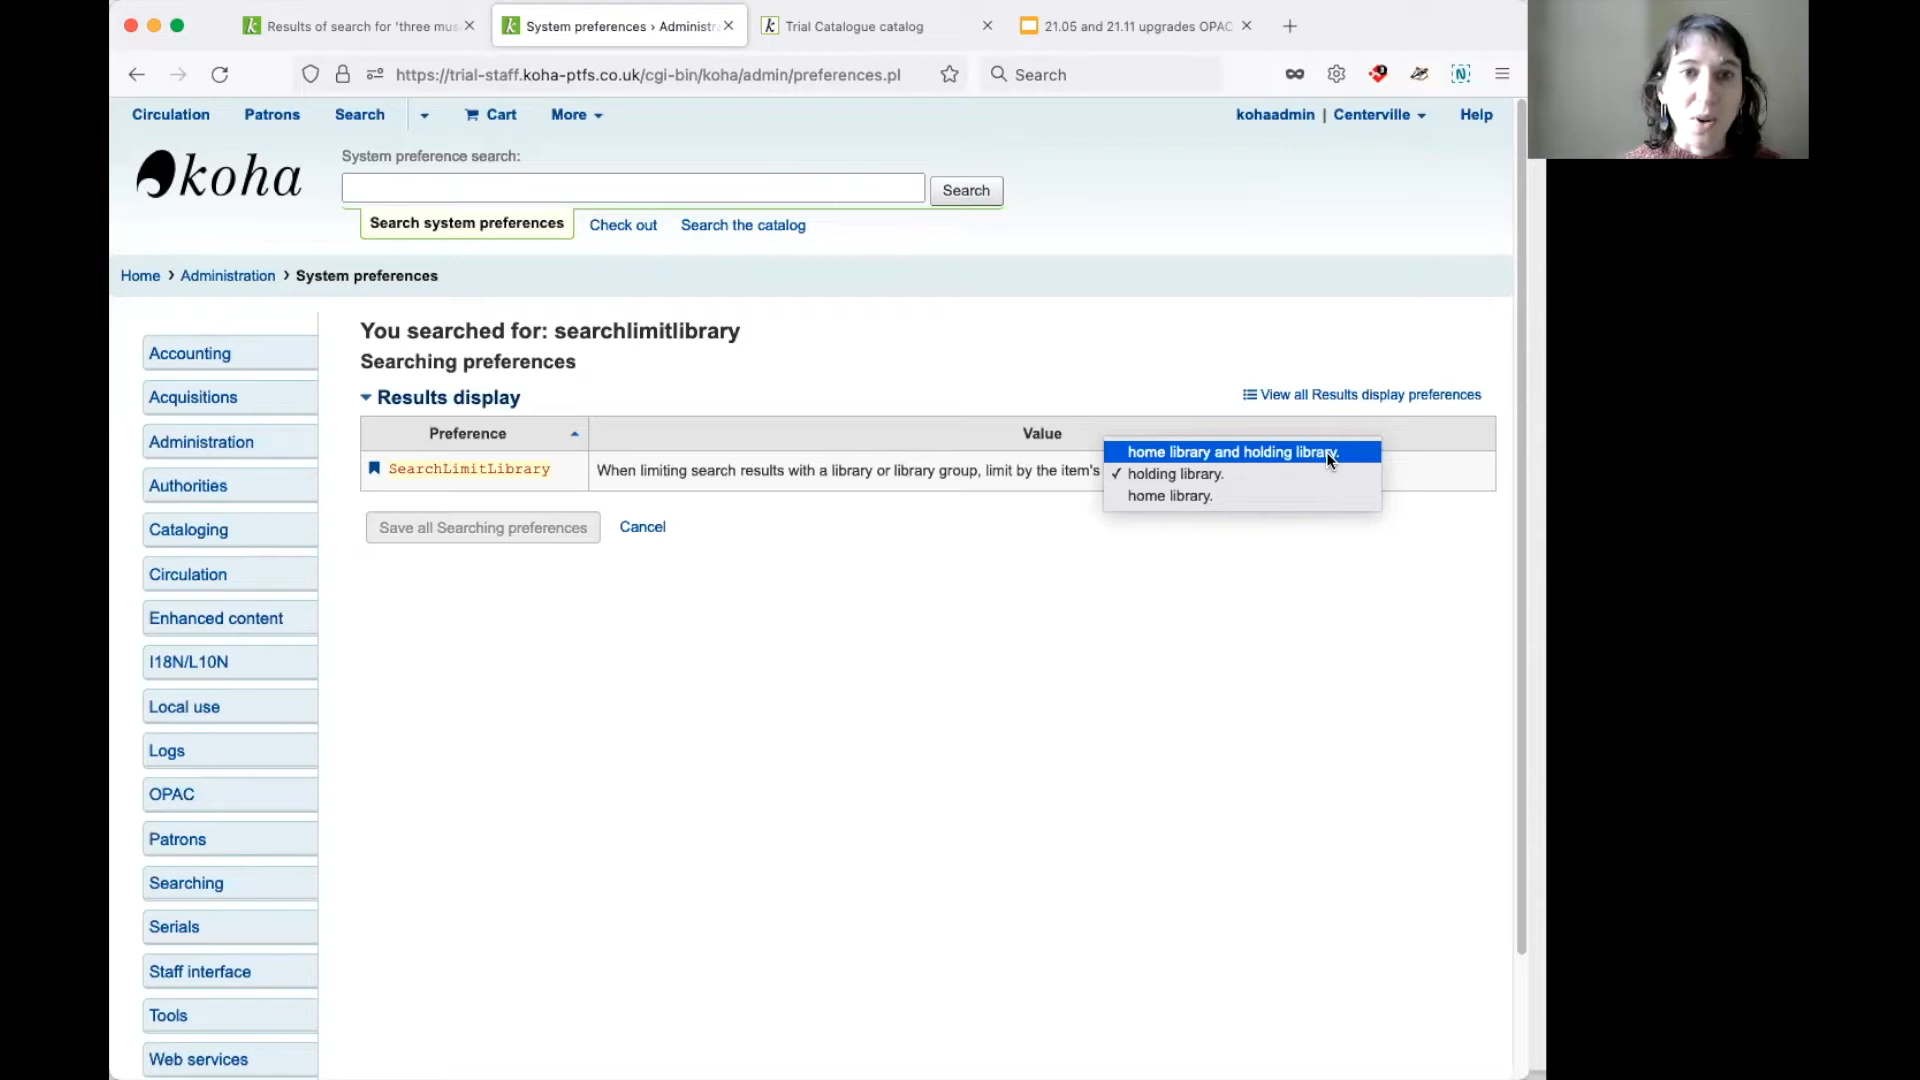 Results of search for 'three mus
System preferences › Administr
Trial Catalogue catalog
21.05 and 21.11 upgrades OPAC
https://trial-staff.koha-ptfs.co.uk/cgi-bin/koha/admin/preferences.pl
Search
Circulation
Patrons
Search
Cart
More
kohaadmin | Centerville
Help
koha
System preference search:
Search
Search system preferences
Check out
Search the catalog
Home › Administration › System preferences
Accounting
Acquisitions
Administration
Authorities
Cataloging
Circulation
Enhanced content
I18N/L10N
Local use
Logs
OPAC
Patrons
Searching
Serials
Staff interface
Tools
Web services
You searched for: searchlimitlibrary
Searching preferences
Results display
View all Results display preferences
Preference
Value
SearchLimitLibrary
When limiting search results with a library or library group, limit by the item's
home library and holding library.
✓ holding library.
home library.
Save all Searching preferences
Cancel